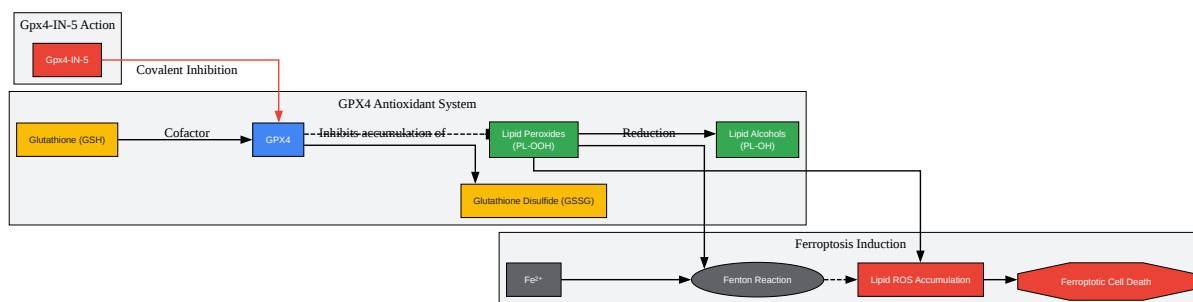 Gpx4-IN-5 Action
Gpx4-IN-5
Covalent Inhibition
GPX4 Antioxidant System
Glutathione (GSH)
Cofactor
GPX4
Inhibits accumulation of
Lipid Peroxides
(PL-OOH)
Reduction
Lipid Alcohols
(PL-OH)
Glutathione Disulfide (GSSG)
Ferroptosis Induction
Fe²⁺
Fenton Reaction
Lipid ROS Accumulation
Ferroptotic Cell Death